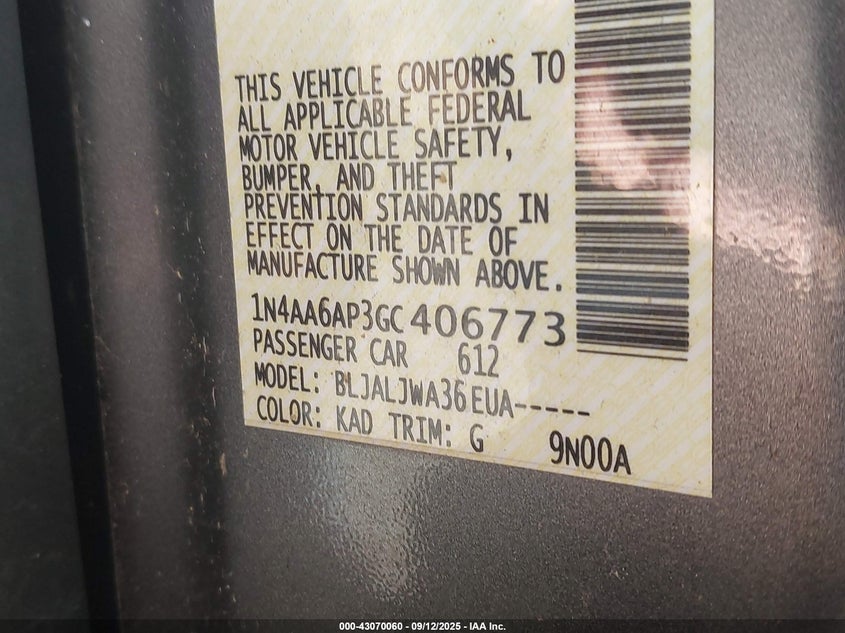 THIS VEHICLE CONFORMS TO
ALL APPLICABLE FEDERAL
MOTOR VEHICLE SAFETY,
BUMPER, AND THEFT
PREVENTION STANDARDS IN
EFFECT ON THE DATE OF
MANUFACTURE SHOWN ABOVE.
1N4AA6AP3GC406773
PASSENGER CAR 612
MODEL: BLJALJWA36EUA-----
COLOR: KAD TRIM: G 9N00A
000-43070060 - 09/12/2025 - IAA Inc.